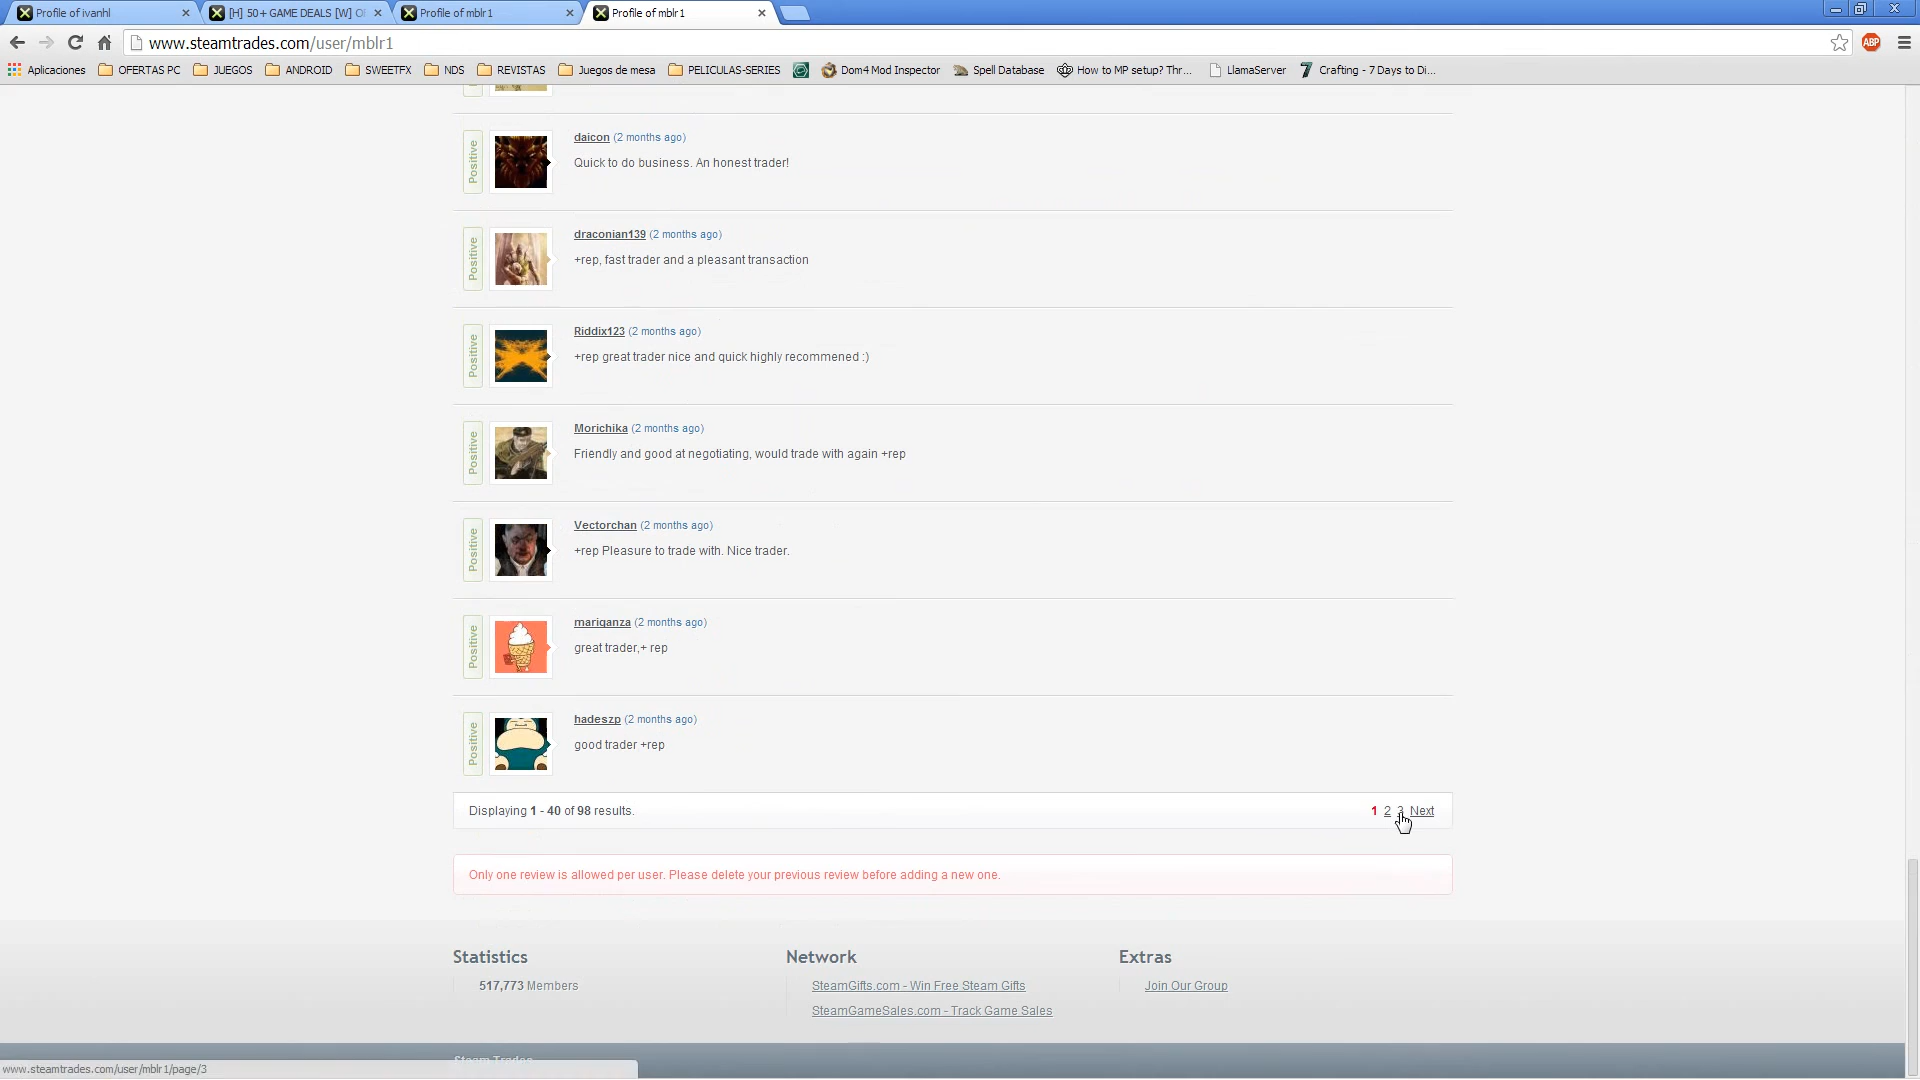 Profile of ivanhl
[H] 50+ GAME DEALS [W] O
Profile of mblr1
Profile of mblr1
www.steamtrades.com/user/mblr1
ABP
Aplicaciones
OFERTAS PC
JUEGOS
ANDROID
SWEETFX
NDS
REVISTAS
Juegos de mesa
PELICULAS-SERIES
Dom4 Mod Inspector
Spell Database
How to MP setup? Thr...
LlamaServer
Crafting - 7 Days to Di...
Positive
daicon (2 months ago)
Quick to do business. An honest trader!
Positive
draconian139 (2 months ago)
+rep, fast trader and a pleasant transaction
Positive
Riddix123 (2 months ago)
+rep great trader nice and quick highly recommened :)
Positive
Morichika (2 months ago)
Friendly and good at negotiating, would trade with again +rep
Positive
Vectorchan (2 months ago)
+rep Pleasure to trade with. Nice trader.
Positive
mariganza (2 months ago)
great trader,+ rep
Positive
hadeszp (2 months ago)
good trader +rep
Displaying 1 - 40 of 98 results.
1 2 3 Next
Only one review is allowed per user. Please delete your previous review before adding a new one.
Statistics
517,773 Members
Network
SteamGifts.com - Win Free Steam Gifts
SteamGameSales.com - Track Game Sales
Extras
Join Our Group
Steam Trades
www.steamtrades.com/user/mblr1/page/3